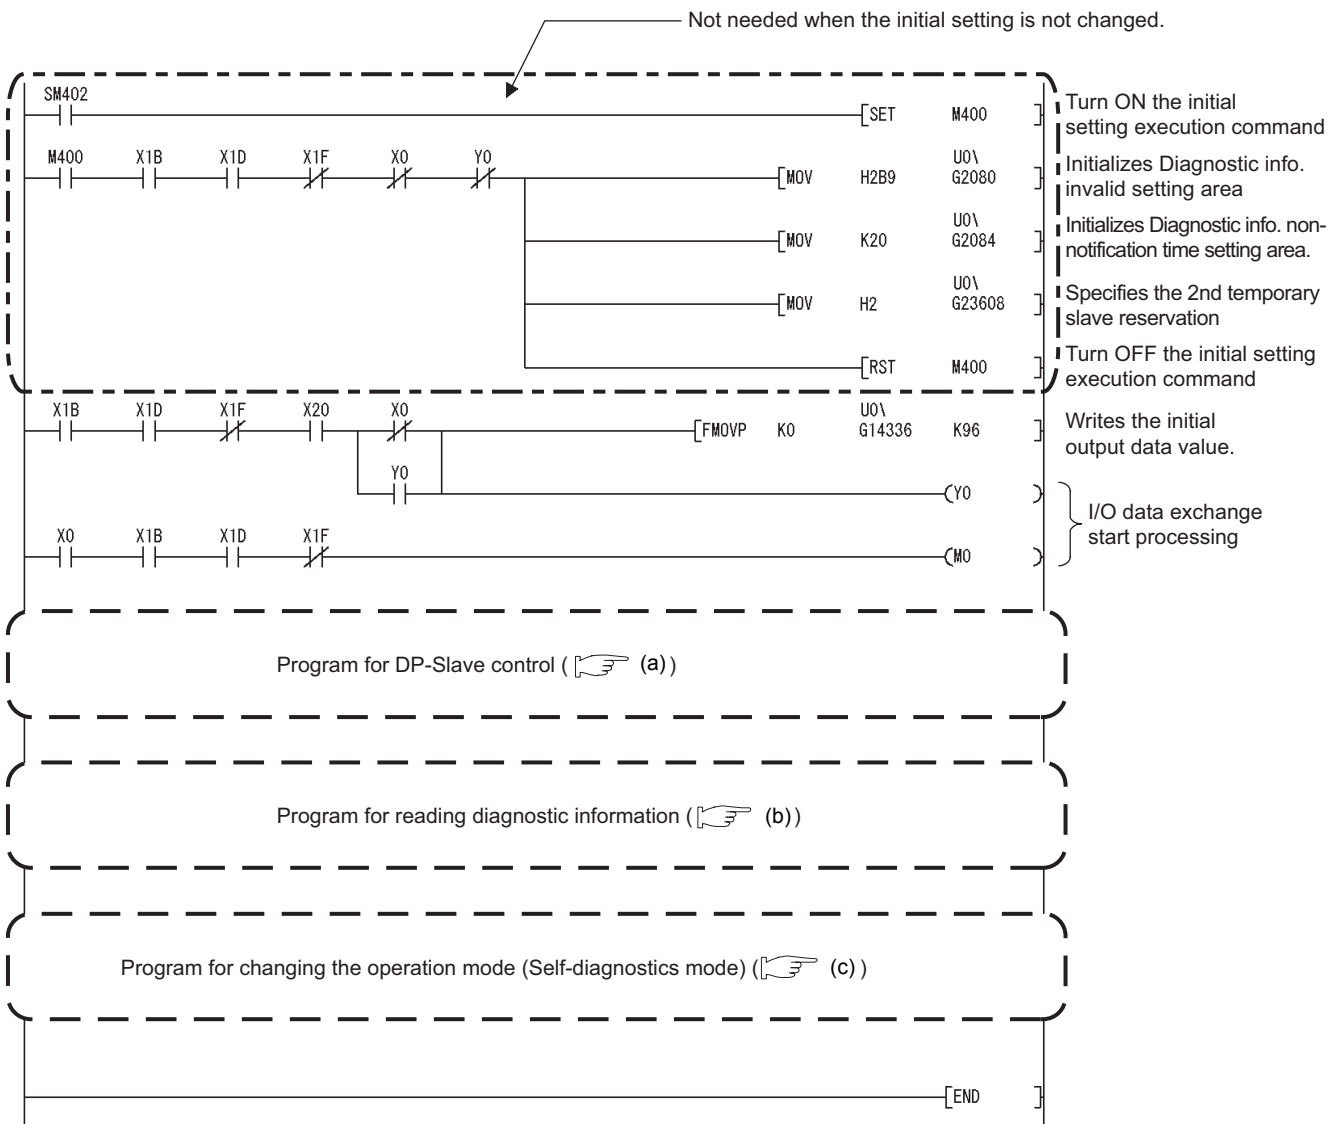 Not needed when the initial setting is not changed.
SM402
[SET M400 ]
Turn ON the initial
setting execution command
M400 X1B X1D X1F X0 Y0
U0\
[MOV H2B9 G2080 ]
Initializes Diagnostic info.
invalid setting area
U0\
[MOV K20 G2084 ]
Initializes Diagnostic info. non-
notification time setting area.
U0\
[MOV H2 G23608 ]
Specifies the 2nd temporary
slave reservation
[RST M400 ]
Turn OFF the initial setting
execution command
X1B X1D X1F X20 X0
U0\
[FMOVP K0 G14336 K96 ]
Writes the initial
output data value.
Y0
(Y0 )
I/O data exchange
start processing
X0 X1B X1D X1F
(M0 )
Program for DP-Slave control ( (a))
Program for reading diagnostic information ( (b))
Program for changing the operation mode (Self-diagnostics mode) ( (c) )
[END ]